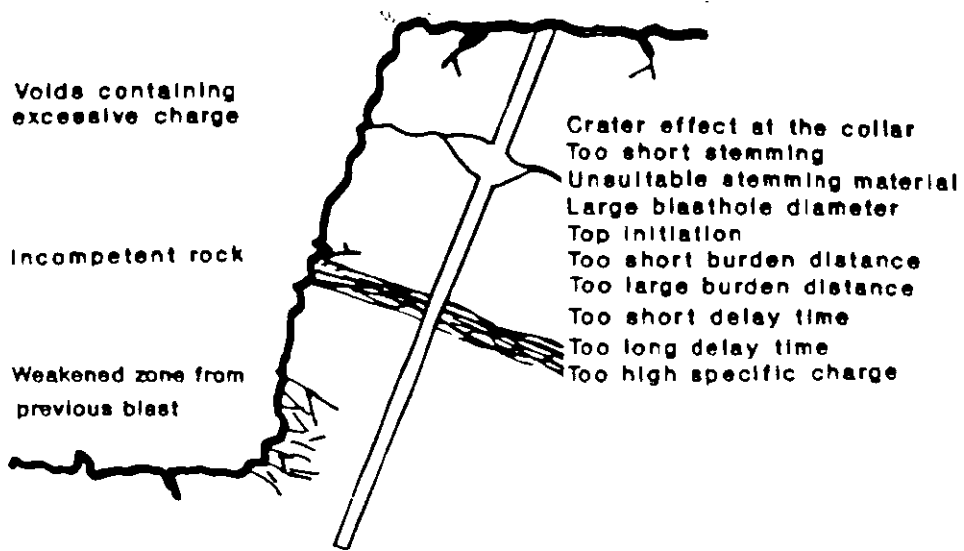 Voids containing
excessive charge
Incompetent rock
Weakened zone from
previous blast
Crater effect at the collar
Too short stemming
Unsuitable stemming material
Large blasthole diameter
Top initiation
Too short burden distance
Too large burden distance
Too short delay time
Too long delay time
Too high specific charge